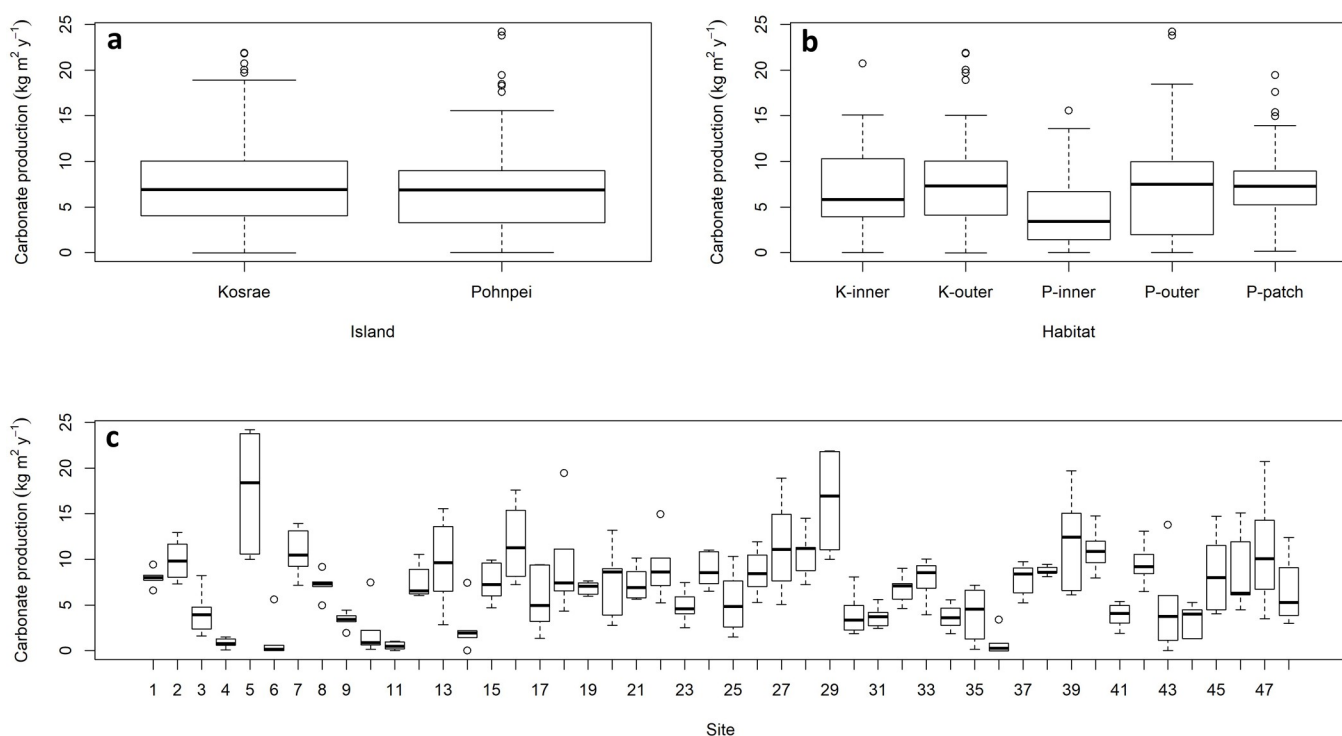 a
Carbonate production (kg m² y⁻¹)
25
20
15
10
5
0
Kosrae
Pohnpei
Island
b
Carbonate production (kg m² y⁻¹)
25
20
15
10
5
0
K-inner
K-outer
P-inner
P-outer
P-patch
Habitat
c
Carbonate production (kg m² y⁻¹)
25
20
15
10
5
0
1 2 3 4 5 6 7 8 9 11 13 15 17 19 21 23 25 27 29 31 33 35 37 39 41 43 45 47
Site